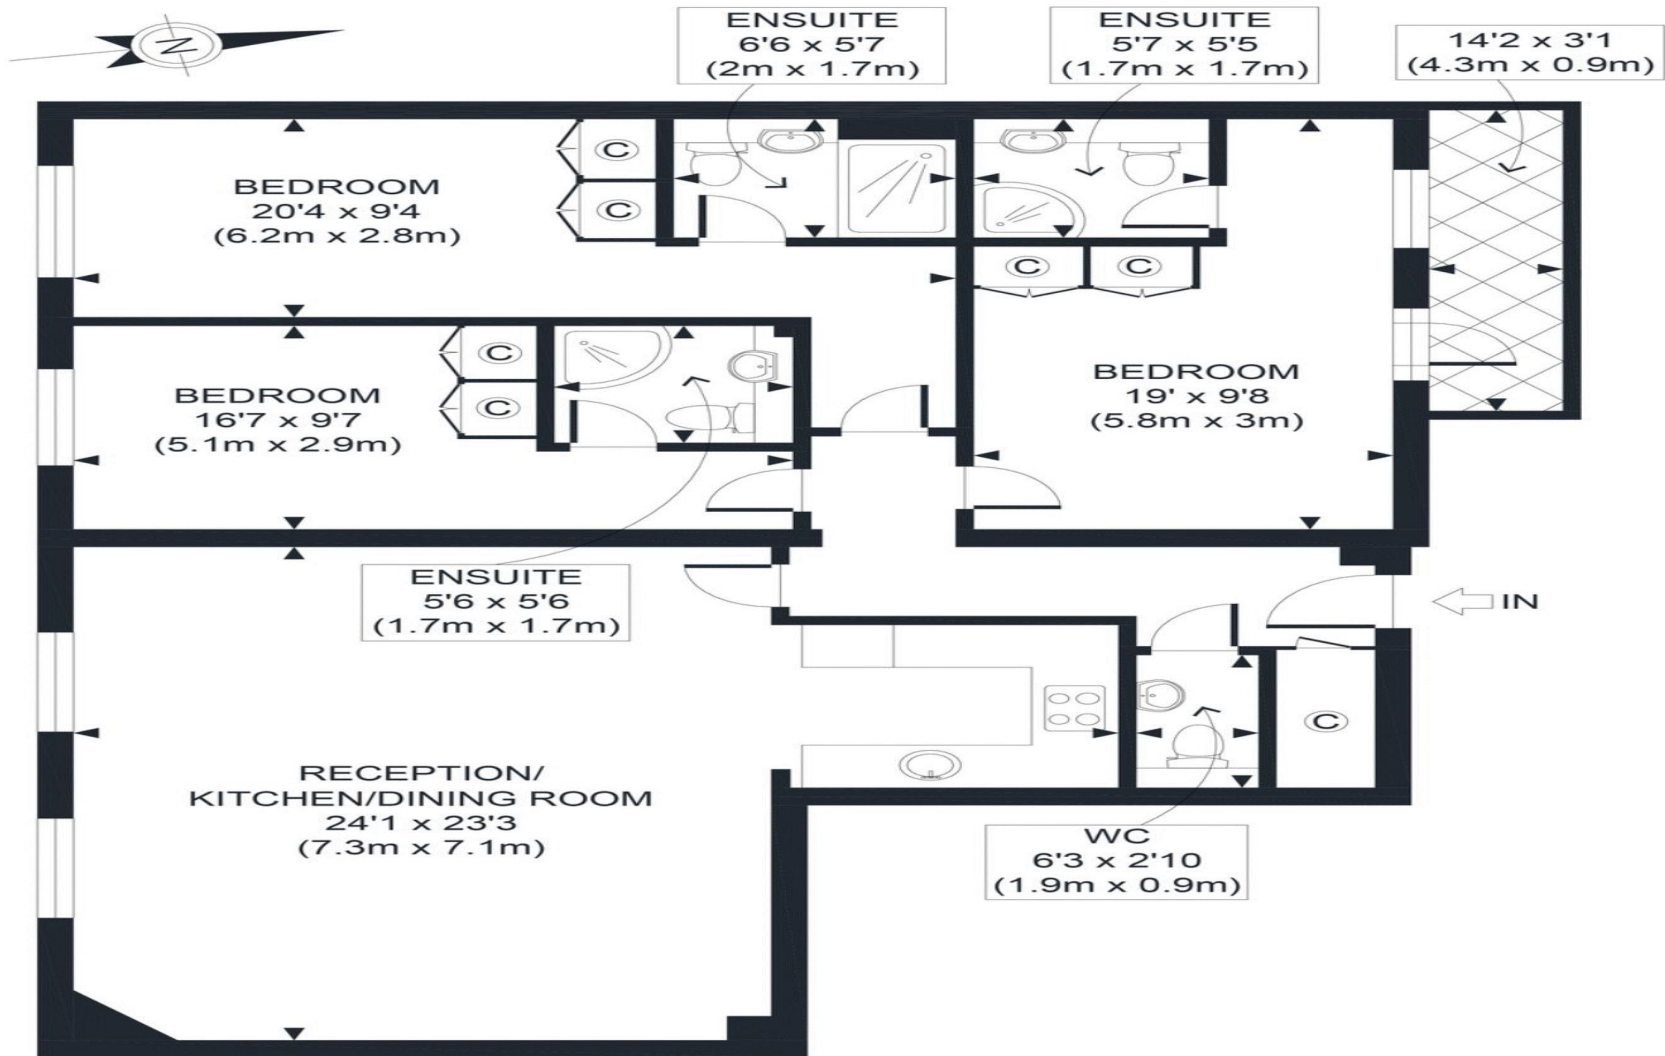 N
ENSUITE
6'6 x 5'7
(2m x 1.7m)
ENSUITE
5'7 x 5'5
(1.7m x 1.7m)
14'2 x 3'1
(4.3m x 0.9m)
BEDROOM
20'4 x 9'4
(6.2m x 2.8m)
C
C
C
C
BEDROOM
16'7 x 9'7
(5.1m x 2.9m)
C
C
BEDROOM
19' x 9'8
(5.8m x 3m)
ENSUITE
5'6 x 5'6
(1.7m x 1.7m)
IN
C
RECEPTION/
KITCHEN/DINING ROOM
24'1 x 23'3
(7.3m x 7.1m)
WC
6'3 x 2'10
(1.9m x 0.9m)